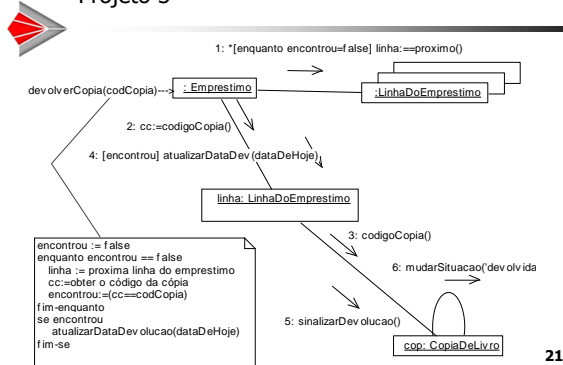 Projeto 5
1: *[enquanto encontrou=false] linha:==proximo()
devolverCopia(codCopia)--->
: Emprestimo
:LinhaDoEmprestimo
2: cc:=codigoCopia()
4: [encontrou] atualizarDataDev(dataDeHoje)
linha: LinhaDoEmprestimo
3: codigoCopia()
6: mudarSituacao('devolvida
encontrou := false
enquanto encontrou == false
linha := proxima linha do emprestimo
cc:=obter o código da cópia
encontrou:=(cc==codCopia)
fim-enquanto
se encontrou
atualizarDataDevolucao(dataDeHoje)
fim-se
5: sinalizarDevolucao()
cop: CopiaDeLivro
21